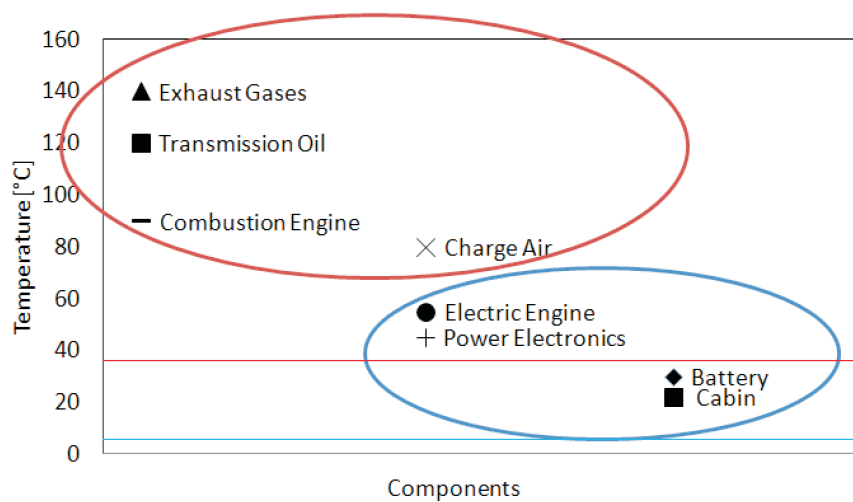 160
140
120
100
80
60
40
20
0
Temperature [°C]
Exhaust Gases
Transmission Oil
Combustion Engine
Charge Air
Electric Engine
Power Electronics
Battery
Cabin
Components